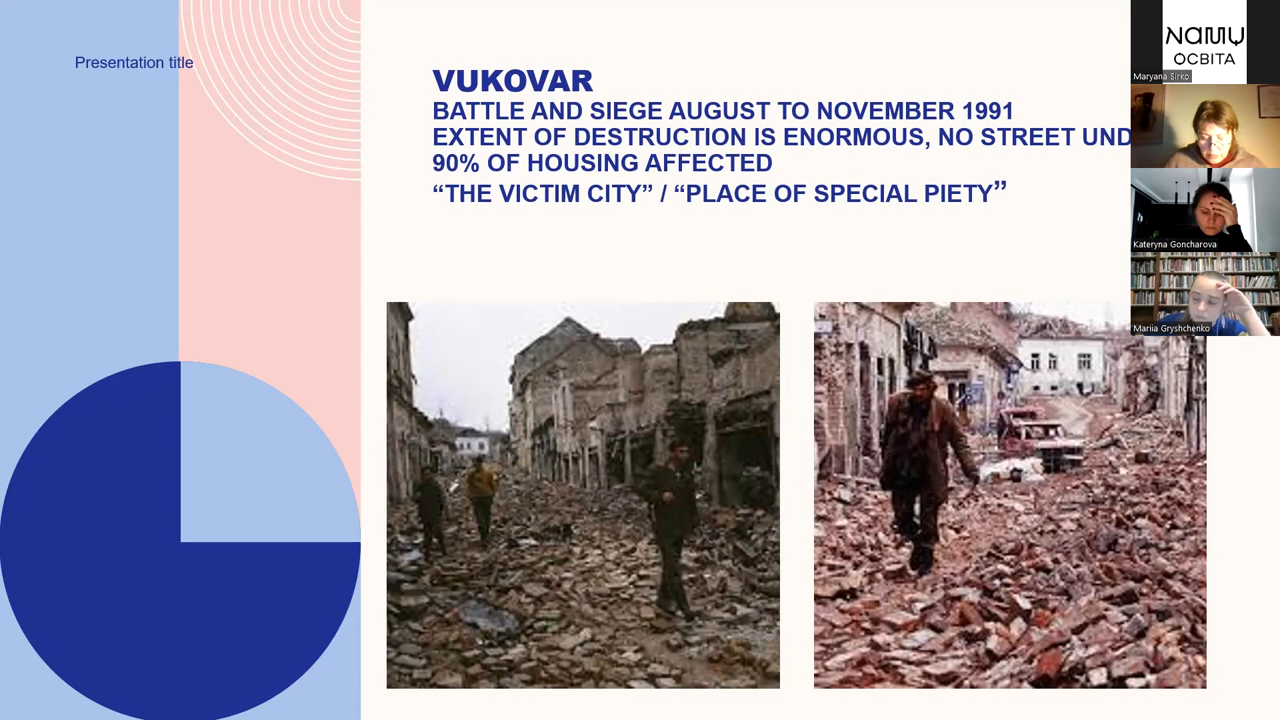 Presentation title
VUKOVAR
BATTLE AND SIEGE AUGUST TO NOVEMBER 1991
EXTENT OF DESTRUCTION IS ENORMOUS, NO STREET UND
90% OF HOUSING AFFECTED
“THE VICTIM CITY” / “PLACE OF SPECIAL PIETY”
NAMU
ОСВІТА
Maryana Sirko
Kateryna Goncharova
Mariia Gryshchenko